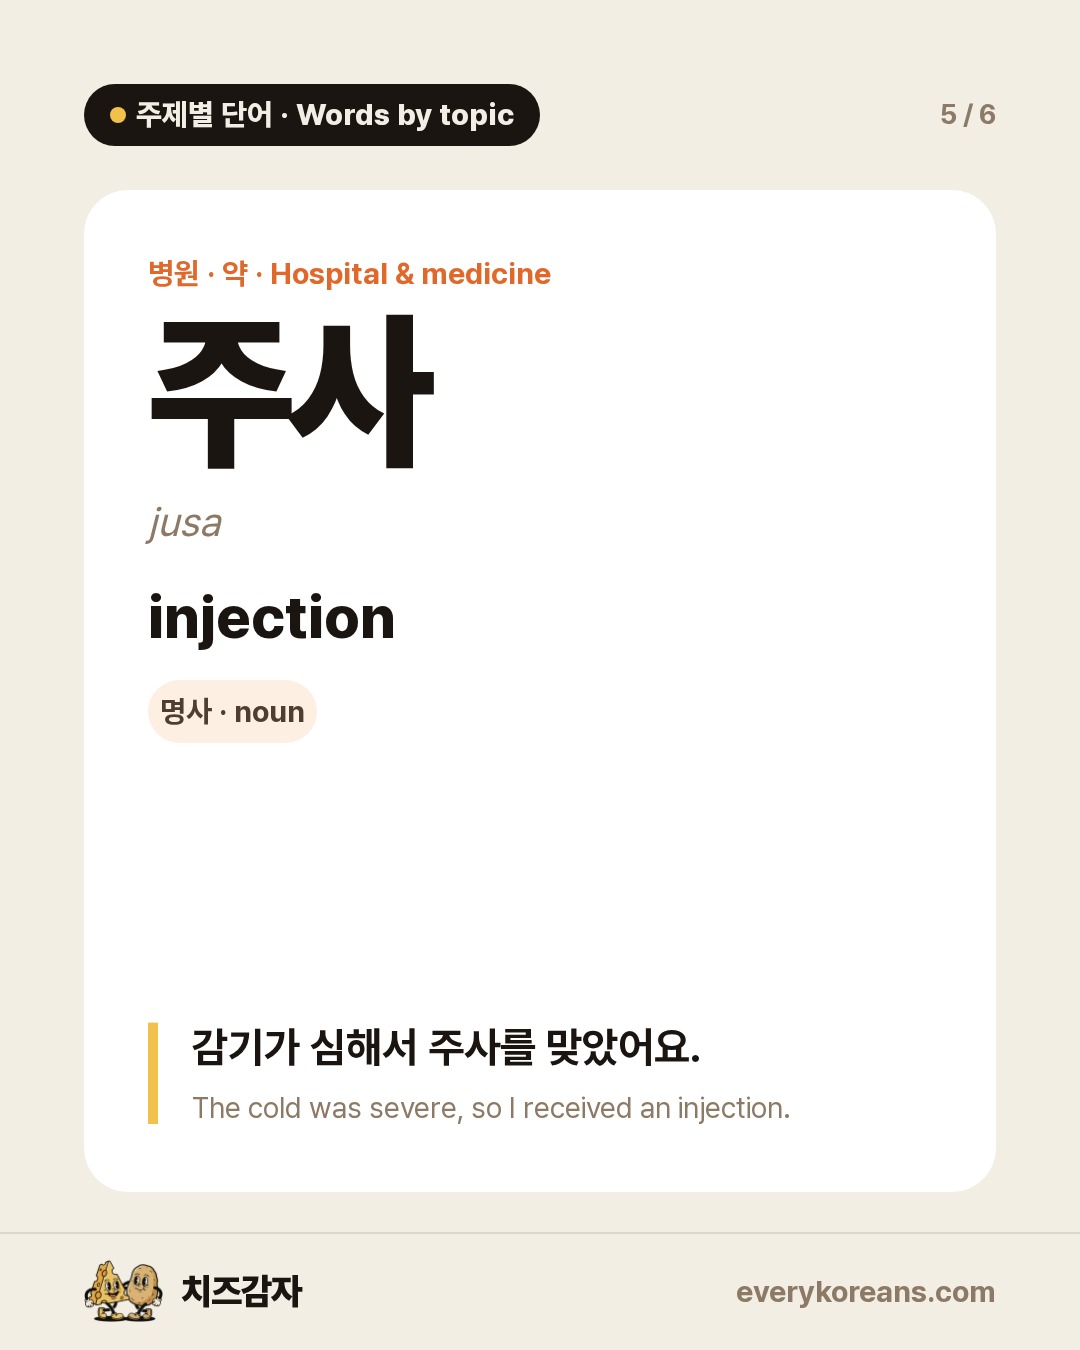 주제별 단어 · Words by topic
5 / 6
병원 · 약 · Hospital & medicine
주사
jusa
injection
명사 · noun
감기가 심해서 주사를 맞았어요.
The cold was severe, so I received an injection.
치즈감자
everykoreans.com